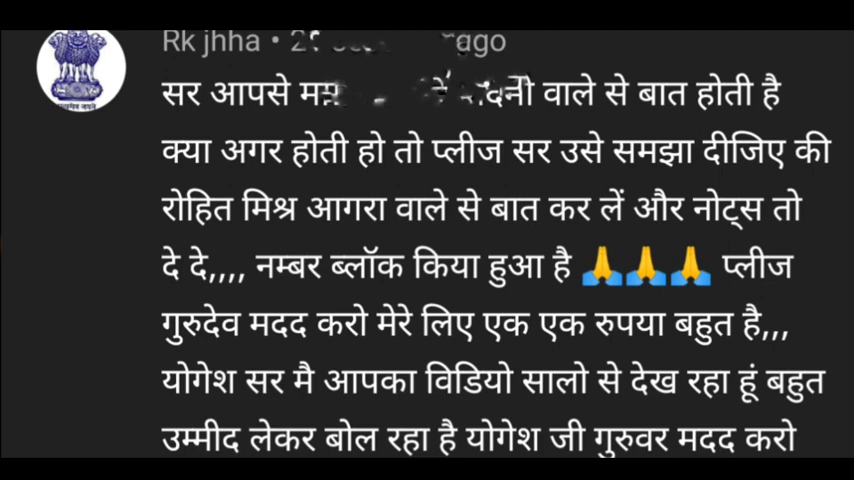 Rk jhha • ago
सर आपसे वाले से बात होती है
क्या अगर होती हो तो प्लीज सर उसे समझा दीजिए की
रोहित मिश्र आगरा वाले से बात कर लें और नोट्स तो
दे दे,,,, नम्बर ब्लॉक किया हुआ है 🙏🙏🙏 प्लीज
गुरुदेव मदद करो मेरे लिए एक एक रुपया बहुत है,,,
योगेश सर मै आपका विडियो सालो से देख रहा हूं बहुत
उम्मीद लेकर बोल रहा है योगेश जी गुरुवर मदद करो